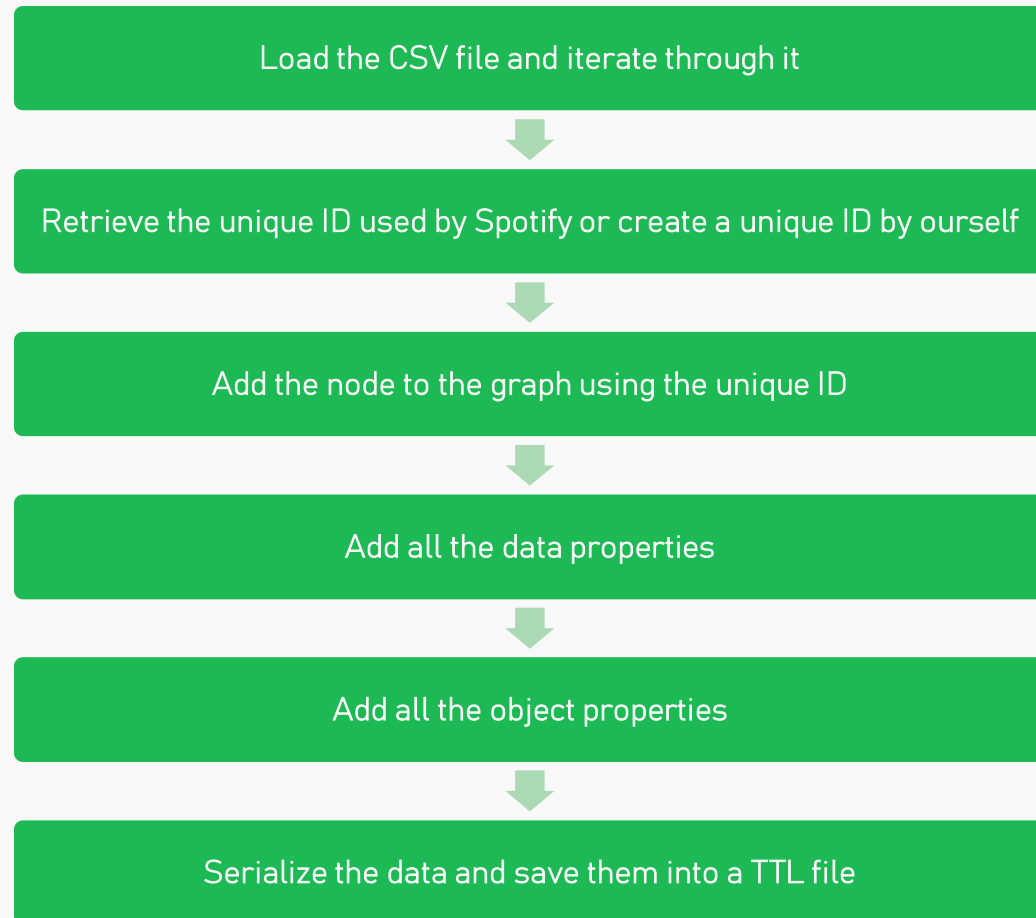 Load the CSV file and iterate through it
Retrieve the unique ID used by Spotify or create a unique ID by ourself
Add the node to the graph using the unique ID
Add all the data properties
Add all the object properties
Serialize the data and save them into a TTL file